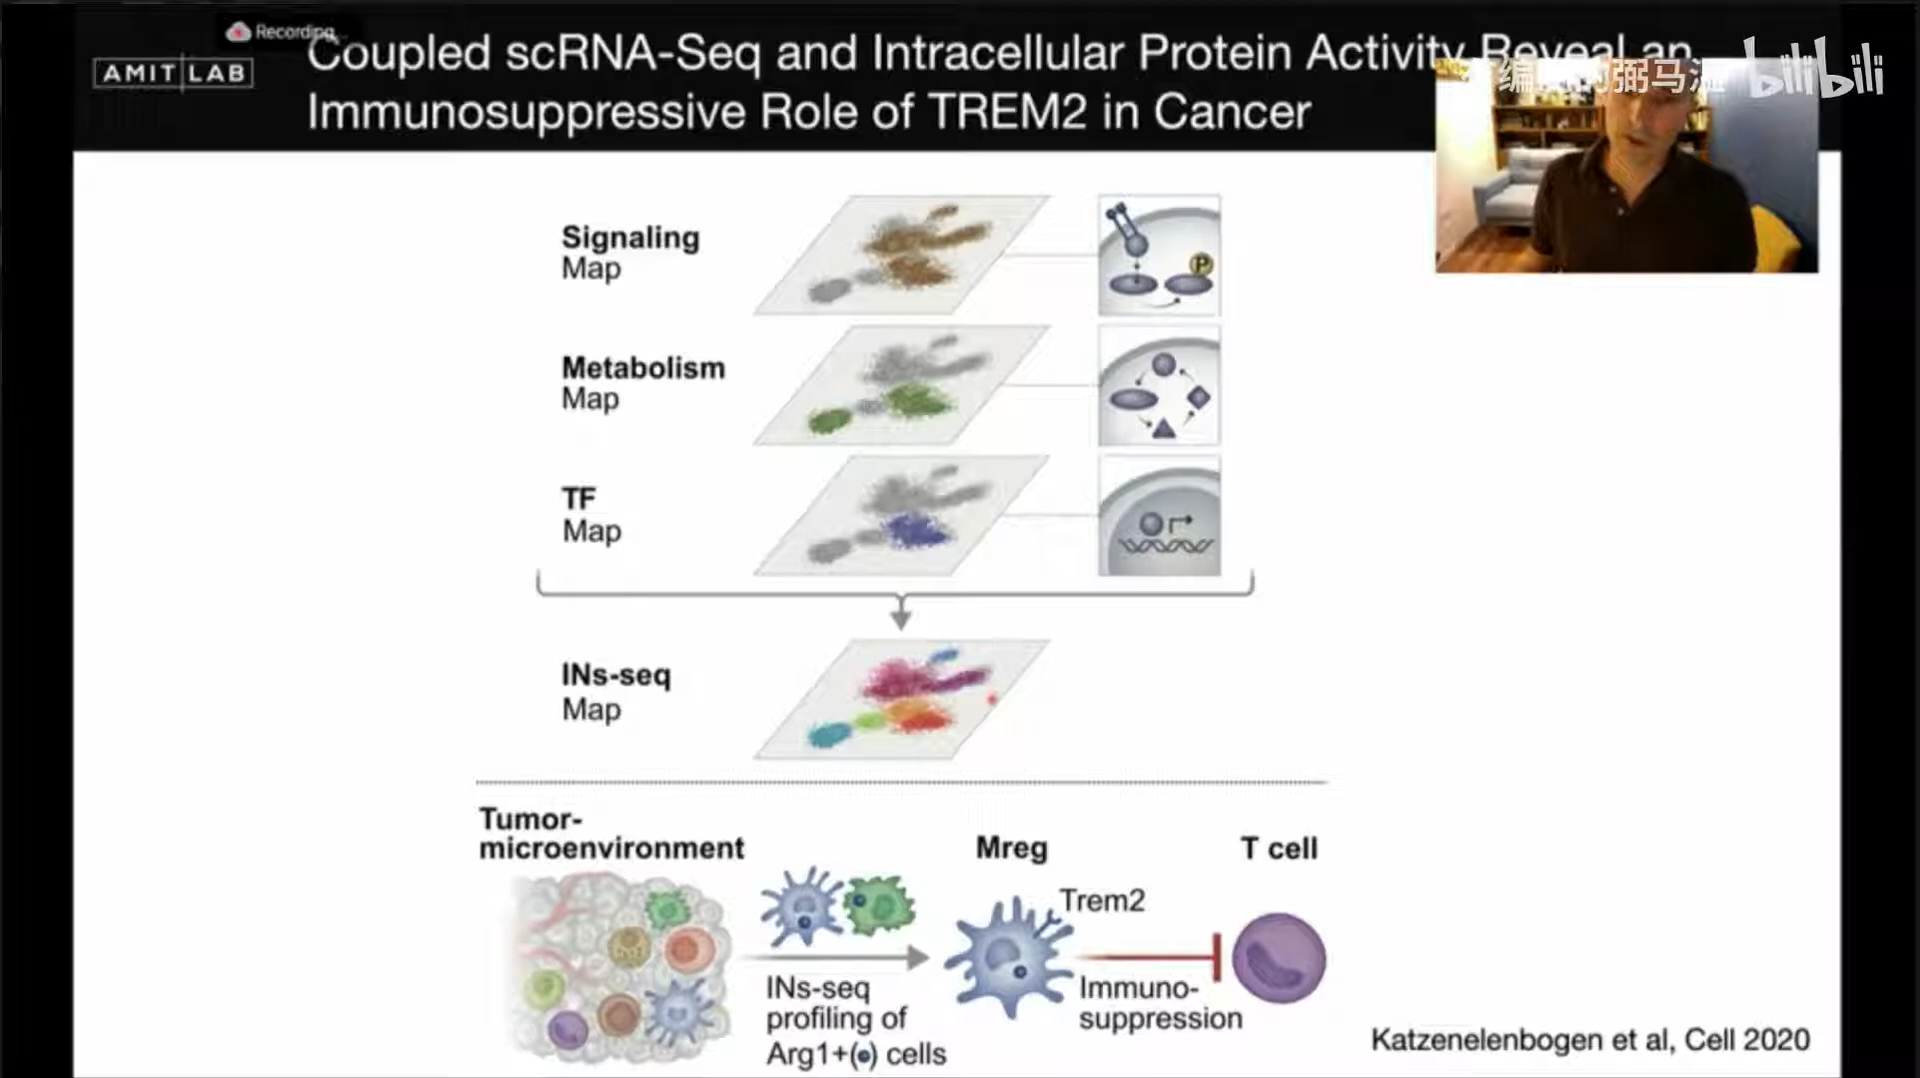 Recording...
AMIT LAB
Coupled scRNA-Seq and Intracellular Protein Activity Reveal an
Immunosuppressive Role of TREM2 in Cancer
bilibili
Signaling
Map
P
Metabolism
Map
TF
Map
INs-seq
Map
Tumor-
microenvironment
Mreg
T cell
Trem2
INs-seq
profiling of
Arg1+( ) cells
Immuno-
suppression
Katzenelenbogen et al, Cell 2020